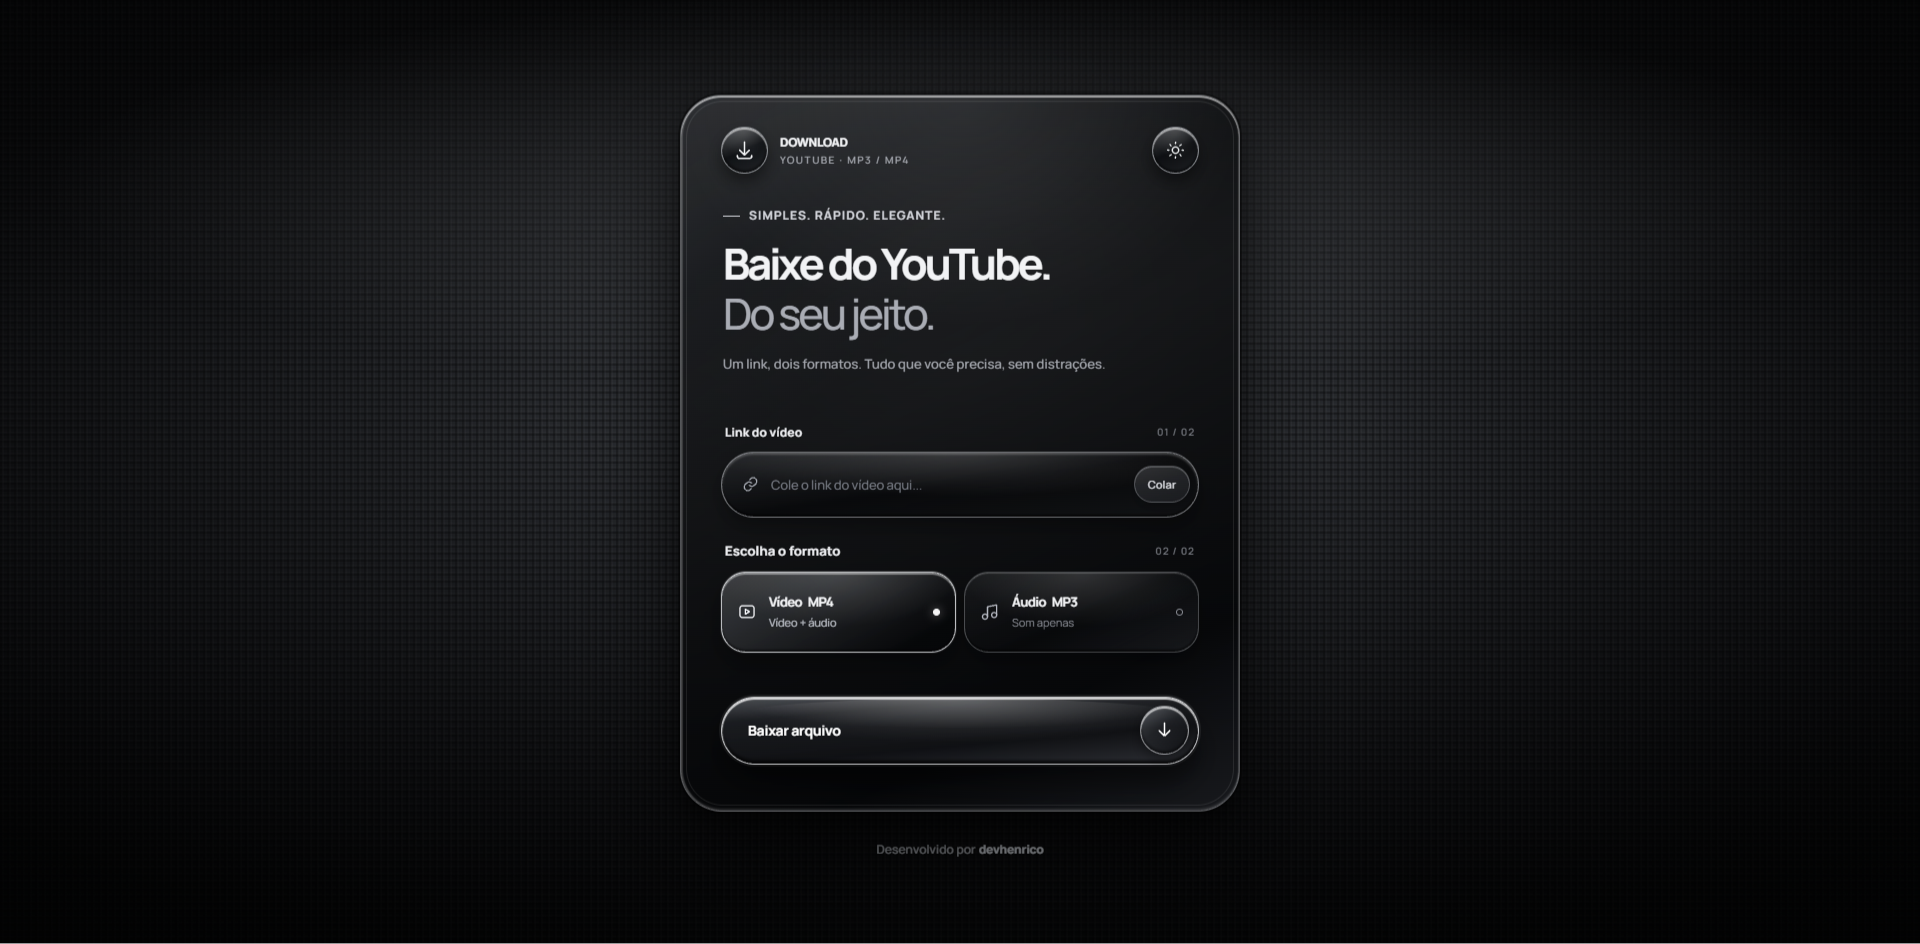 DOWNLOAD
YOUTUBE · MP3 / MP4
— SIMPLES. RÁPIDO. ELEGANTE.
Baixe do YouTube.
Do seu jeito.
Um link, dois formatos. Tudo que você precisa, sem distrações.
Link do vídeo 01 / 02
Cole o link do vídeo aqui... Colar
Escolha o formato 02 / 02
Vídeo MP4
Vídeo + áudio
Áudio MP3
Som apenas
Baixar arquivo
Desenvolvido por devhenrico